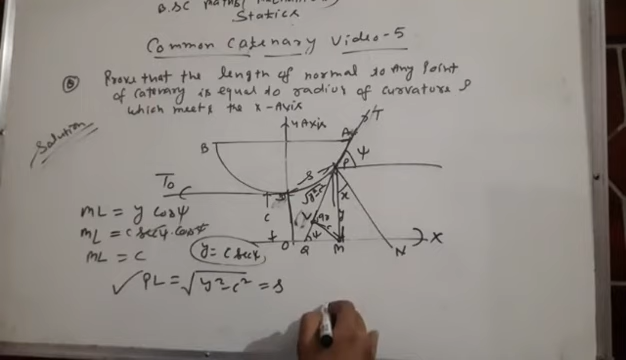 B.SC Maths
Statics
Common Catenary Video-5
Prove that the length of normal to Any Point
of catenary is equal to radius of curvature ρ
which meets the x-Axis
Solution
y Axis
T
A
B
ψ
P
S
T₀
c
x
y
O Q ψ M N X
ML = y cosψ
ML = c secψ.cosψ
ML = c
y = c secψ
✓ PL = √y²-c² = s